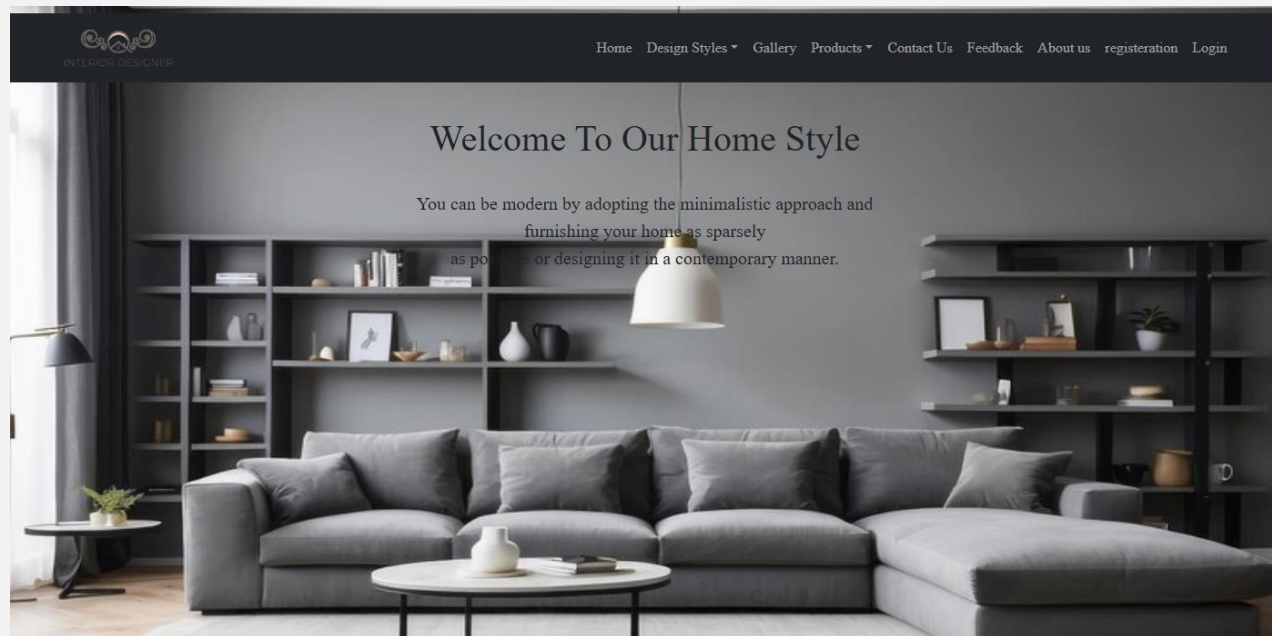 INTERIOR DESIGNER
Home Design Styles Gallery Products Contact Us Feedback About us registeration Login
Welcome To Our Home Style
You can be modern by adopting the minimalistic approach and
furnishing your home as sparsely
as possible or designing it in a contemporary manner.